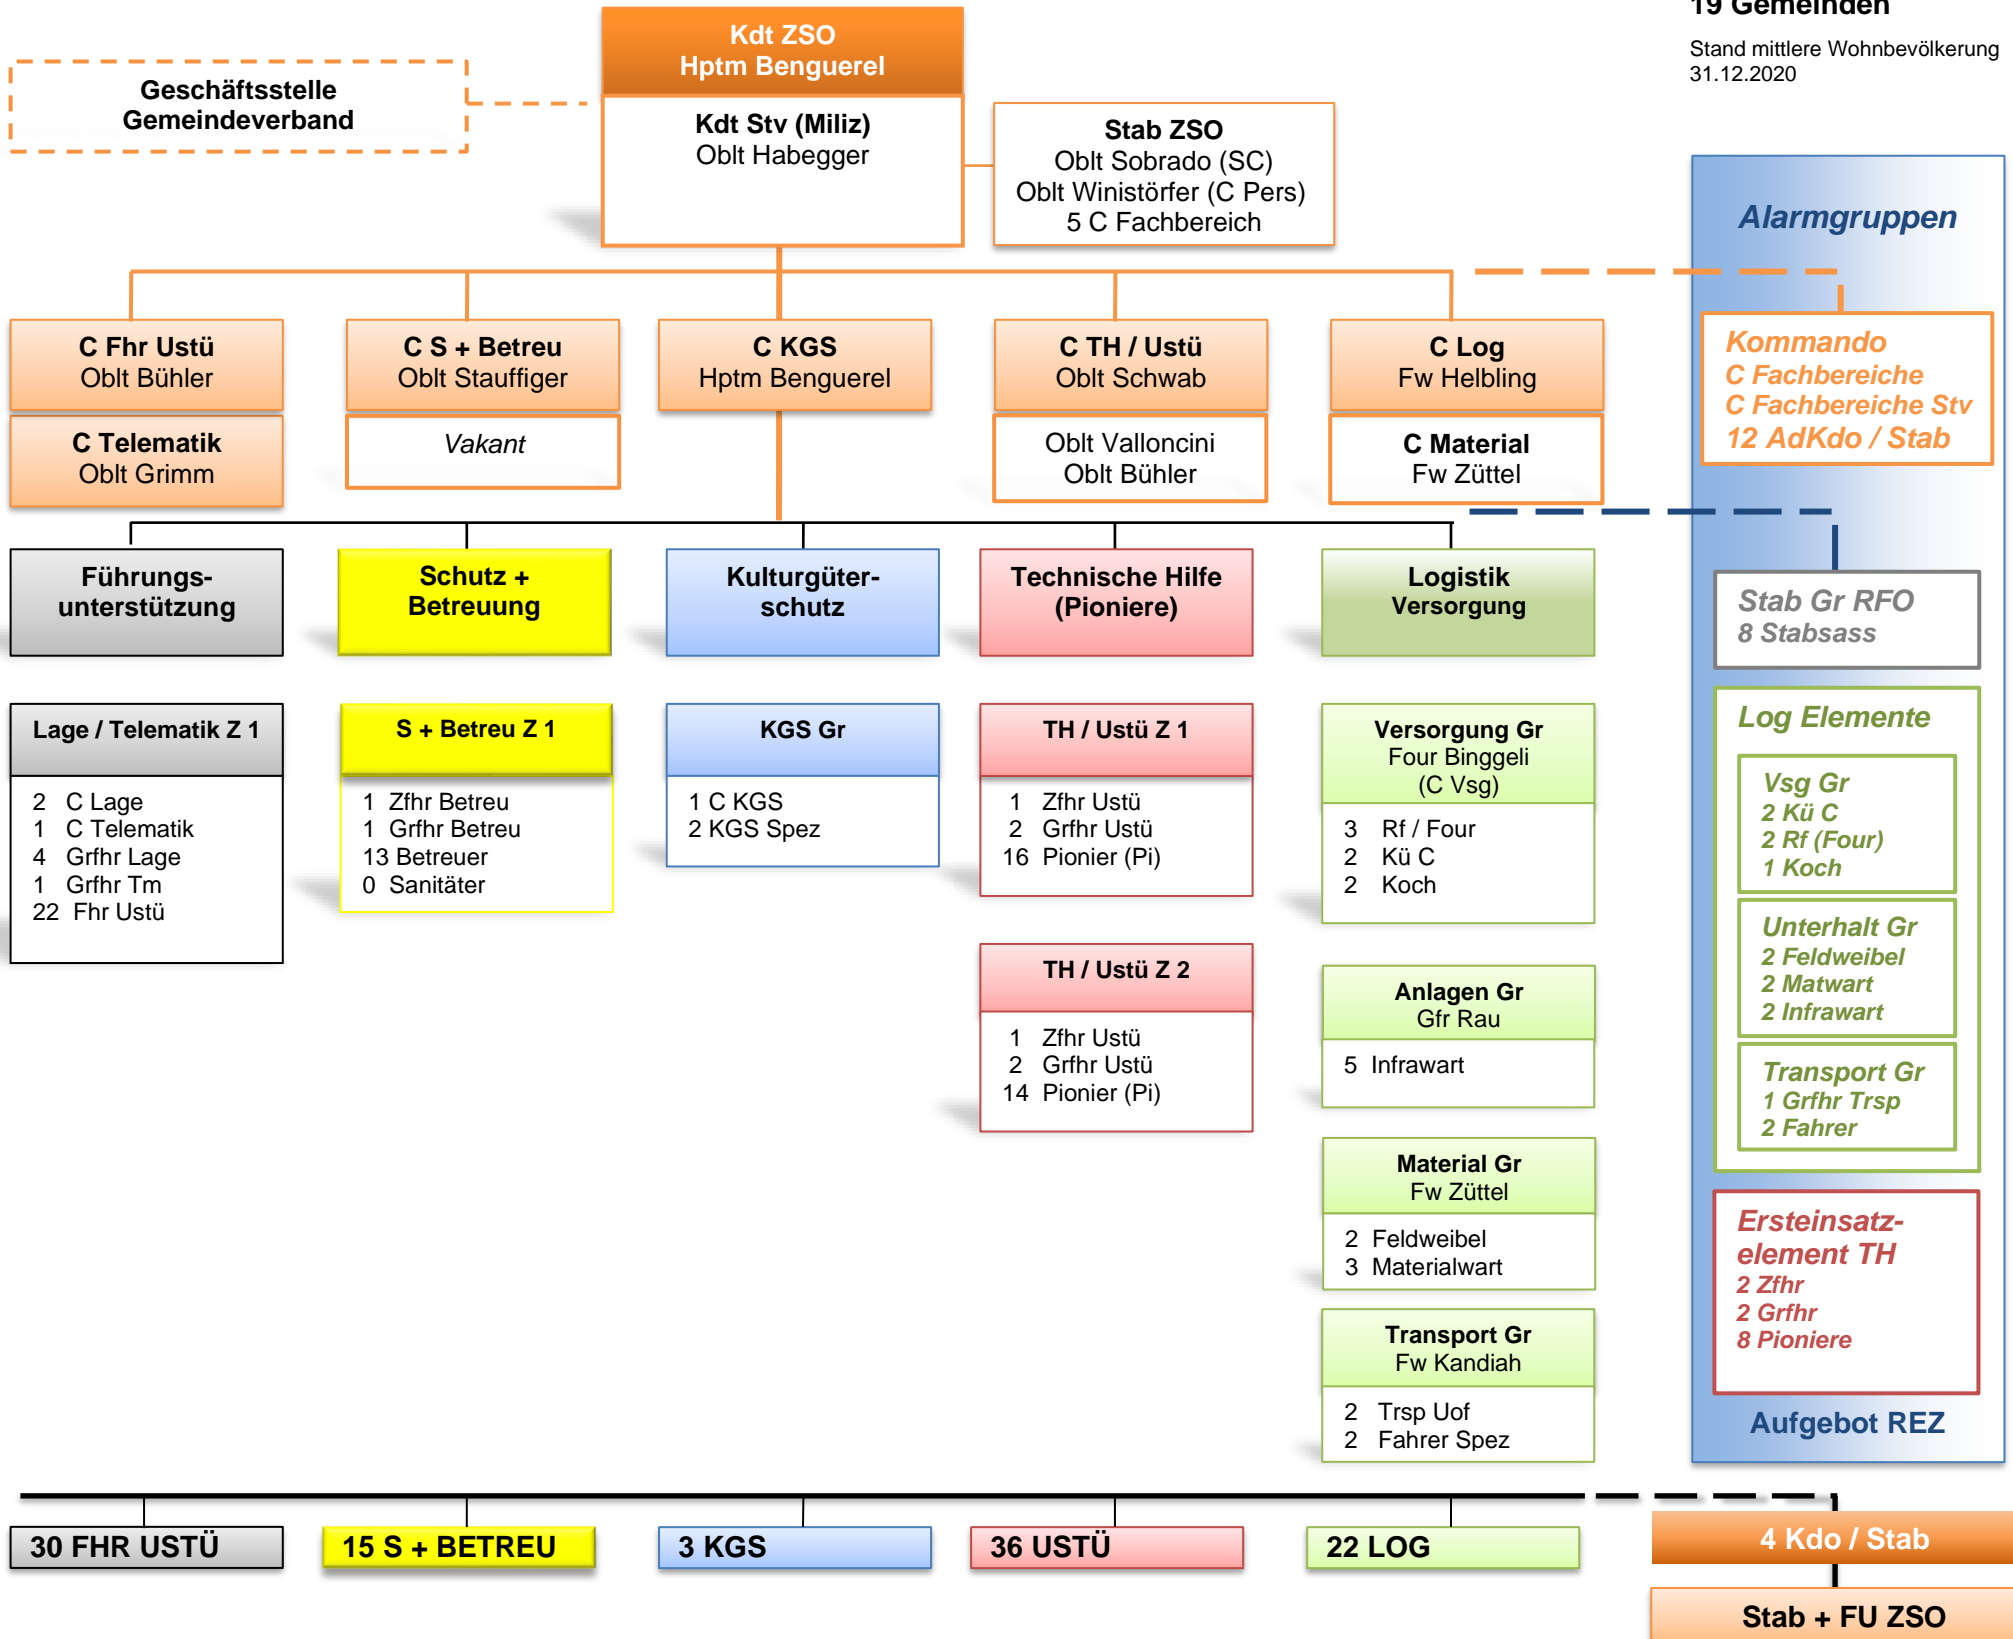 19 Gemeinden
Stand mittlere Wohnbevölkerung
31.12.2020
Geschäftsstelle
Gemeindeverband
Kdt ZSO
Hptm Benguerel
Kdt Stv (Miliz)
Oblt Habegger
Stab ZSO
Oblt Sobrado (SC)
Oblt Winistörfer (C Pers)
5 C Fachbereich
C Fhr Ustü
Oblt Bühler
C Telematik
Oblt Grimm
C S + Betreu
Oblt Stauffiger
Vakant
C KGS
Hptm Benguerel
C TH / Ustü
Oblt Schwab
Oblt Valloncini
Oblt Bühler
C Log
Fw Helbling
C Material
Fw Züttel
Führungs-
unterstützung
Schutz +
Betreuung
Kulturgüter-
schutz
Technische Hilfe
(Pioniere)
Logistik
Versorgung
Lage / Telematik Z 1
2 C Lage
1 C Telematik
4 Grfhr Lage
1 Grfhr Tm
22 Fhr Ustü
S + Betreu Z 1
1 Zfhr Betreu
1 Grfhr Betreu
13 Betreuer
0 Sanitäter
KGS Gr
1 C KGS
2 KGS Spez
TH / Ustü Z 1
1 Zfhr Ustü
2 Grfhr Ustü
16 Pionier (Pi)
TH / Ustü Z 2
1 Zfhr Ustü
2 Grfhr Ustü
14 Pionier (Pi)
Versorgung Gr
Four Binggeli
(C Vsg)
3 Rf / Four
2 Kü C
2 Koch
Anlagen Gr
Gfr Rau
5 Infrawart
Material Gr
Fw Züttel
2 Feldweibel
3 Materialwart
Transport Gr
Fw Kandiah
2 Trsp Uof
2 Fahrer Spez
Alarmgruppen
Kommando
C Fachbereiche
C Fachbereiche Stv
12 AdKdo / Stab
Stab Gr RFO
8 Stabsass
Log Elemente
Vsg Gr
2 Kü C
2 Rf (Four)
1 Koch
Unterhalt Gr
2 Feldweibel
2 Matwart
2 Infrawart
Transport Gr
1 Grfhr Trsp
2 Fahrer
Ersteinsatz-
element TH
2 Zfhr
2 Grfhr
8 Pioniere
Aufgebot REZ
30 FHR USTÜ
15 S + BETREU
3 KGS
36 USTÜ
22 LOG
4 Kdo / Stab
Stab + FU ZSO